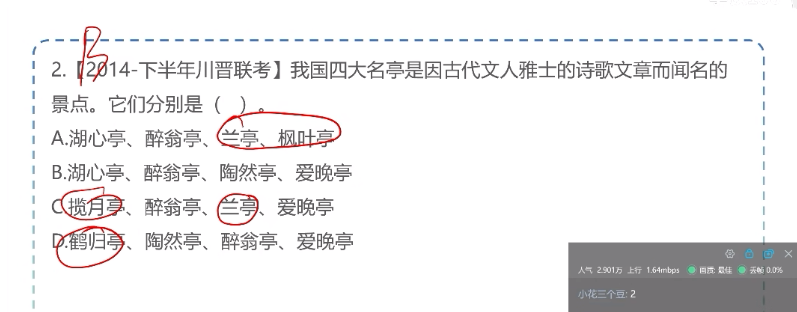 B
2.【2014-下半年川晋联考】我国四大名亭是因古代文人雅士的诗歌文章而闻名的
景点。它们分别是（ ）。
A.湖心亭、醉翁亭、兰亭、枫叶亭
B.湖心亭、醉翁亭、陶然亭、爱晚亭
C.揽月亭、醉翁亭、兰亭、爱晚亭
D.鹤归亭、陶然亭、醉翁亭、爱晚亭
人气 2.901万 上行 1.64mbps 画质: 最佳 丢帧 0.0%
小花三个豆: 2